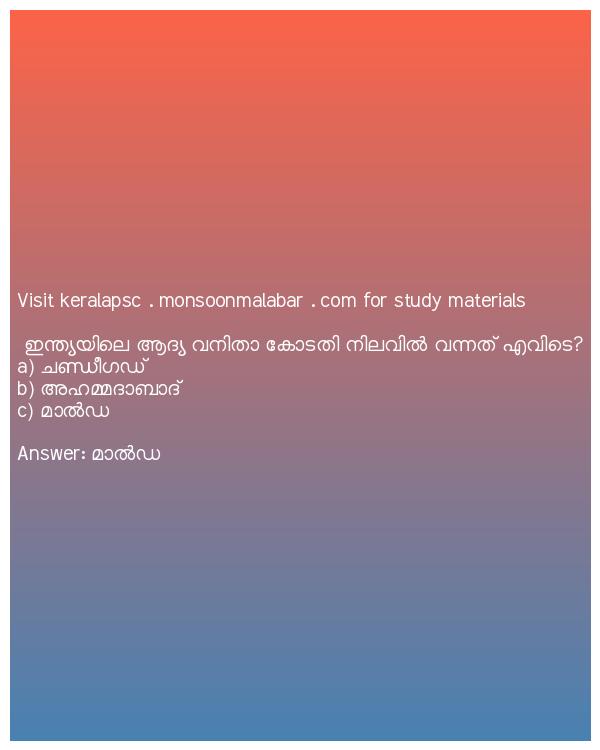 Visit keralapsc . monsoonmalabar . com for study materials
ഇന്ത്യയിലെ ആദ്യ വനിതാ കോടതി നിലവിൽ വന്നത് എവിടെ?
a) ചണ്ഡീഗഡ്
b) അഹമ്മദാബാദ്
c) മാൽഡ
Answer: മാൽഡ